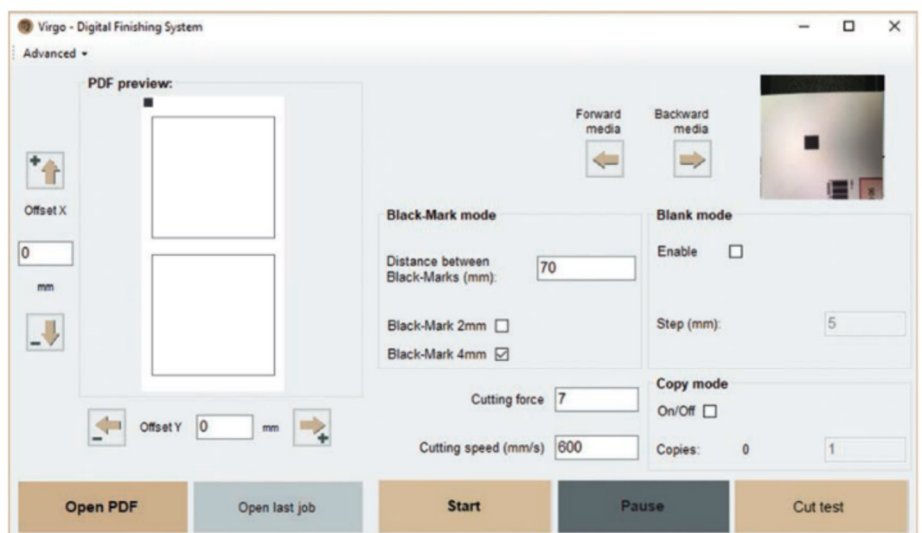 Virgo - Digital Finishing System
Advanced
PDF preview:
Forward
media
Backward
media
Offset X
0
mm
Black-Mark mode
Distance between
Black-Marks (mm):
70
Black-Mark 2mm
Black-Mark 4mm
Blank mode
Enable
Step (mm):
5
Offset Y
0
mm
Cutting force
7
Cutting speed (mm/s)
600
Copy mode
On/Off
Copies:
0
1
Open PDF
Open last job
Start
Pause
Cut test